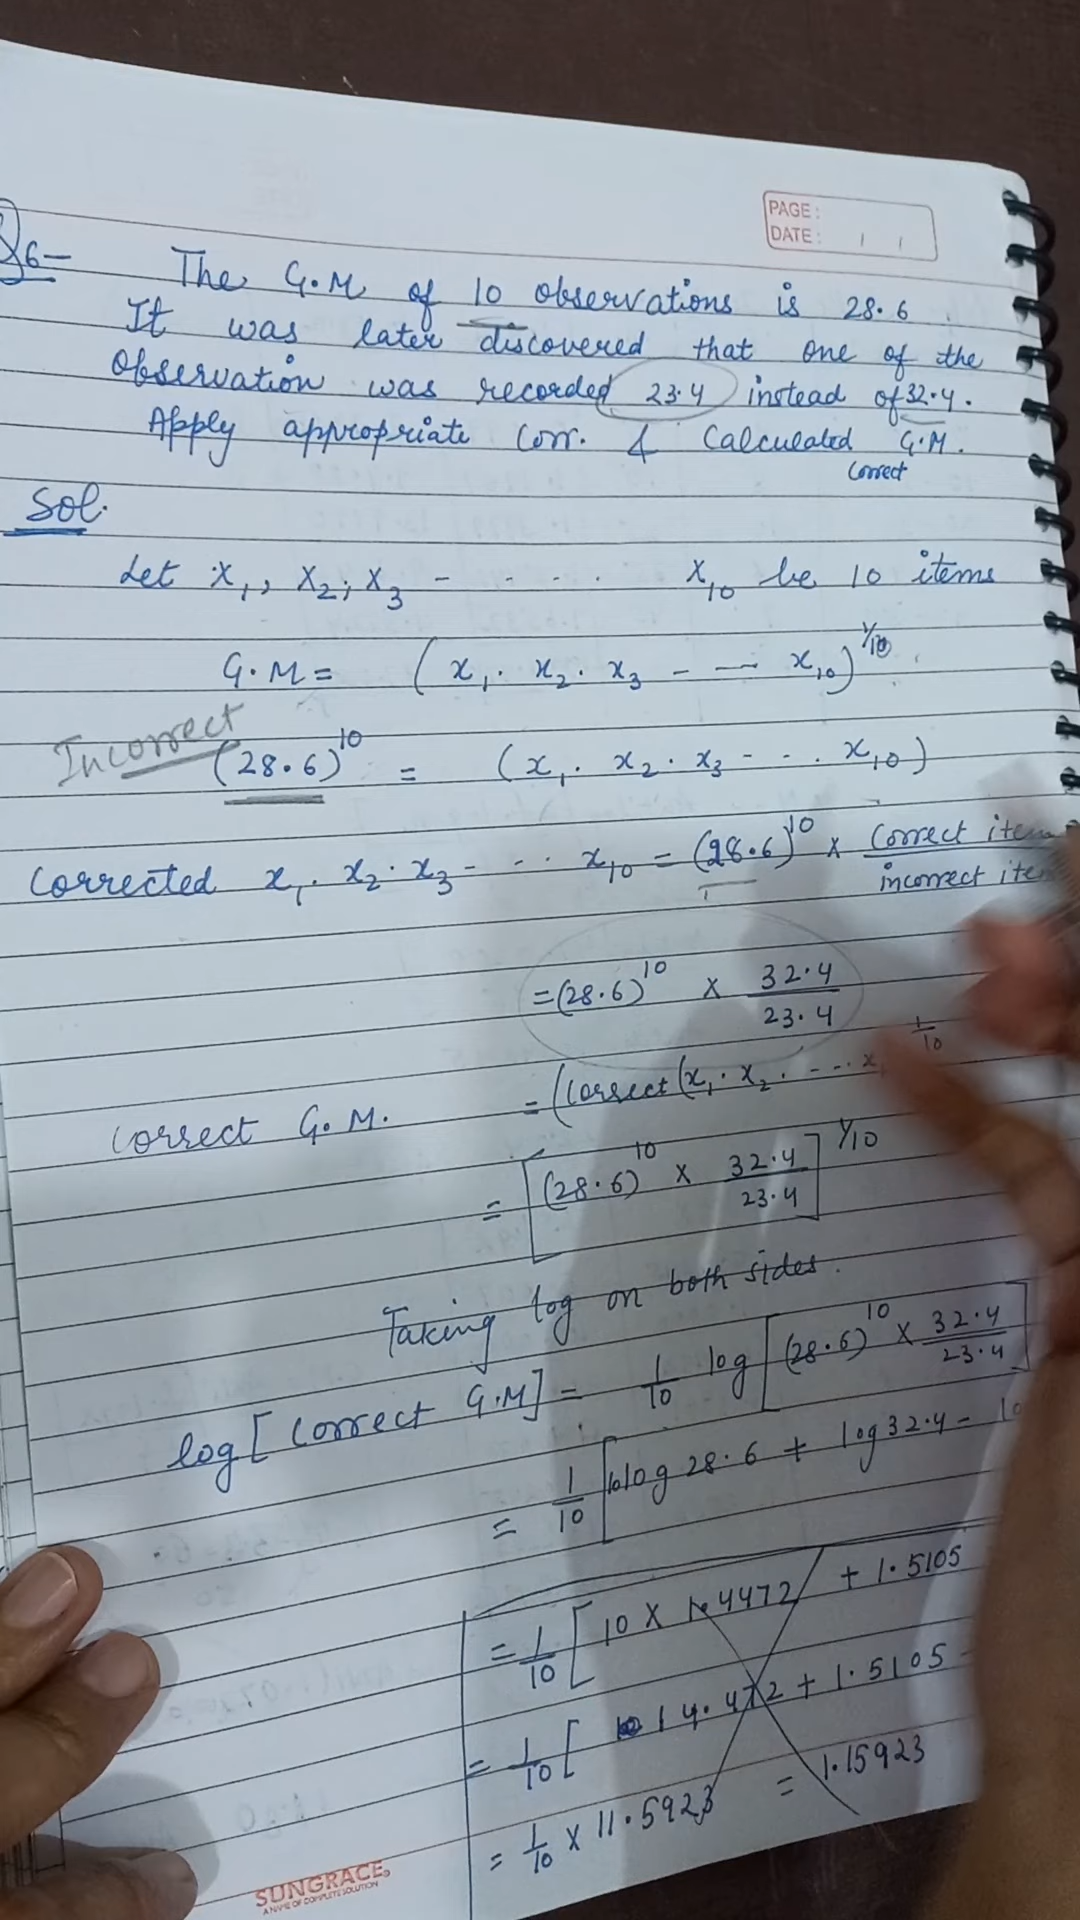 PAGE :
DATE :
Q6-
The G.M of 10 observations is 28.6
It was later discovered that one of the
observation was recorded 23.4 instead of 32.4.
Apply appropriate corr. & calculated G.M.
correct
Sol.
Let x₁, x₂, x₃ - - - . . x₁₀ be 10 items
G.M = (x₁ . x₂ . x₃ - - - x₁₀)^1/10
Incorrect
(28.6)^10 = (x₁ . x₂ . x₃ - - . x₁₀)
Corrected x₁ . x₂ . x₃ - - . . x₁₀ = (28.6)^10 × correct item / incorrect item
= (28.6)^10 × 32.4 / 23.4
correct G.M. = (correct (x₁ . x₂ . - - . . x 1/10
= [(28.6)^10 × 32.4 / 23.4]^1/10
Taking log on both sides.
log [correct G.M] = 1/10 log [(28.6)^10 × 32.4 / 23.4]
= 1/10 [10 log 28.6 + log 32.4 -
= 1/10 [10 × 1.4472 + 1.5105
= 1/10 [ 14.472 + 1.5105 -
= 1/10 × 11.5923 = 1.15923
SUNGRACE
A NAME OF COMPLETE SOLUTION